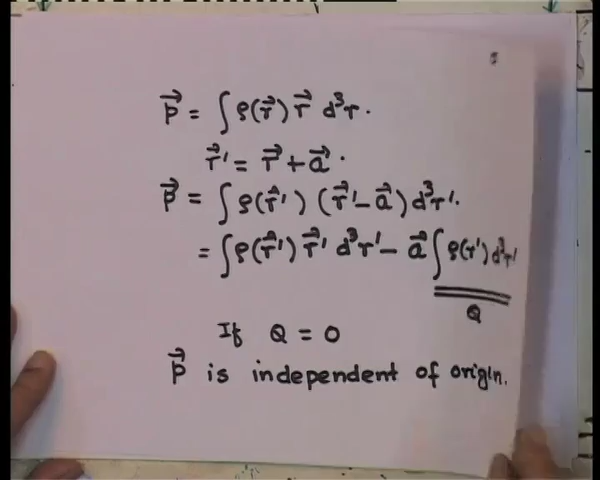 p⃗ = ∫ ρ(r⃗) r⃗ d³r.
r⃗' = r⃗ + a⃗.
p⃗ = ∫ ρ(r⃗') (r⃗' - a⃗) d³r'.
= ∫ ρ(r⃗') r⃗' d³r' - a⃗ ∫ ρ(r') d³r'
Q
If Q = 0
p⃗ is independent of origin.